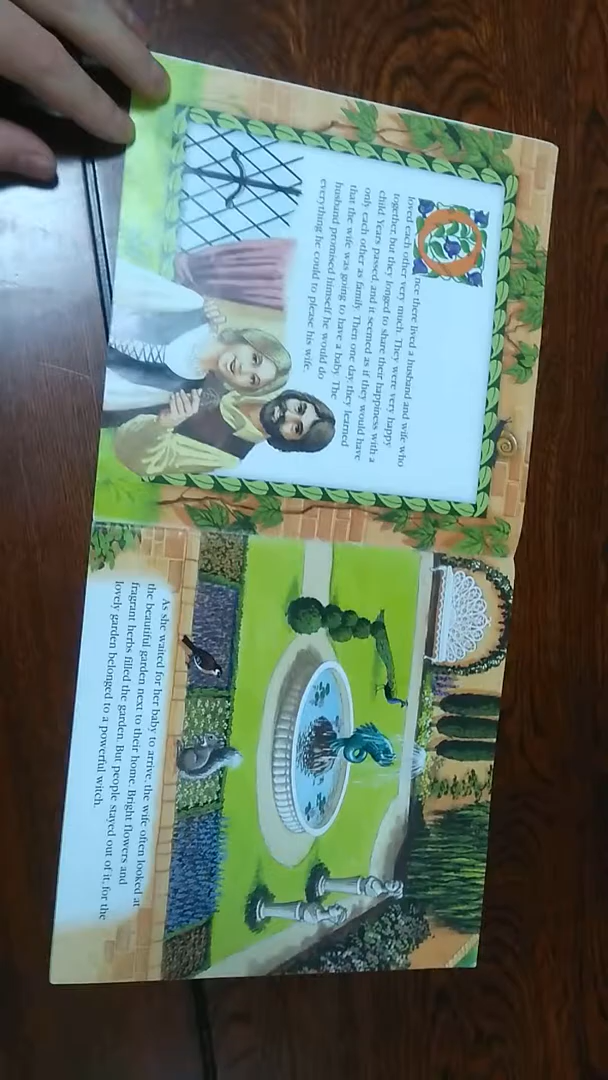 Once there lived a husband and wife who
loved each other very much. They were very happy
together, but they longed to share their happiness with a
child. Years passed, and it seemed as if they would have
only each other as family. Then one day, they learned
that the wife was going to have a baby. The
husband promised himself he would do
everything he could to please his wife.
As she waited for her baby to arrive, the wife often looked at
the beautiful garden next to their home. Bright flowers and
fragrant herbs filled the garden. But people stayed out of it, for the
lovely garden belonged to a powerful witch.